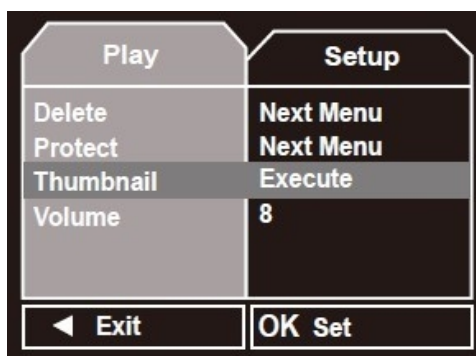 Play Setup
Delete Next Menu
Protect Next Menu
Thumbnail Execute
Volume 8
◄ Exit OK Set